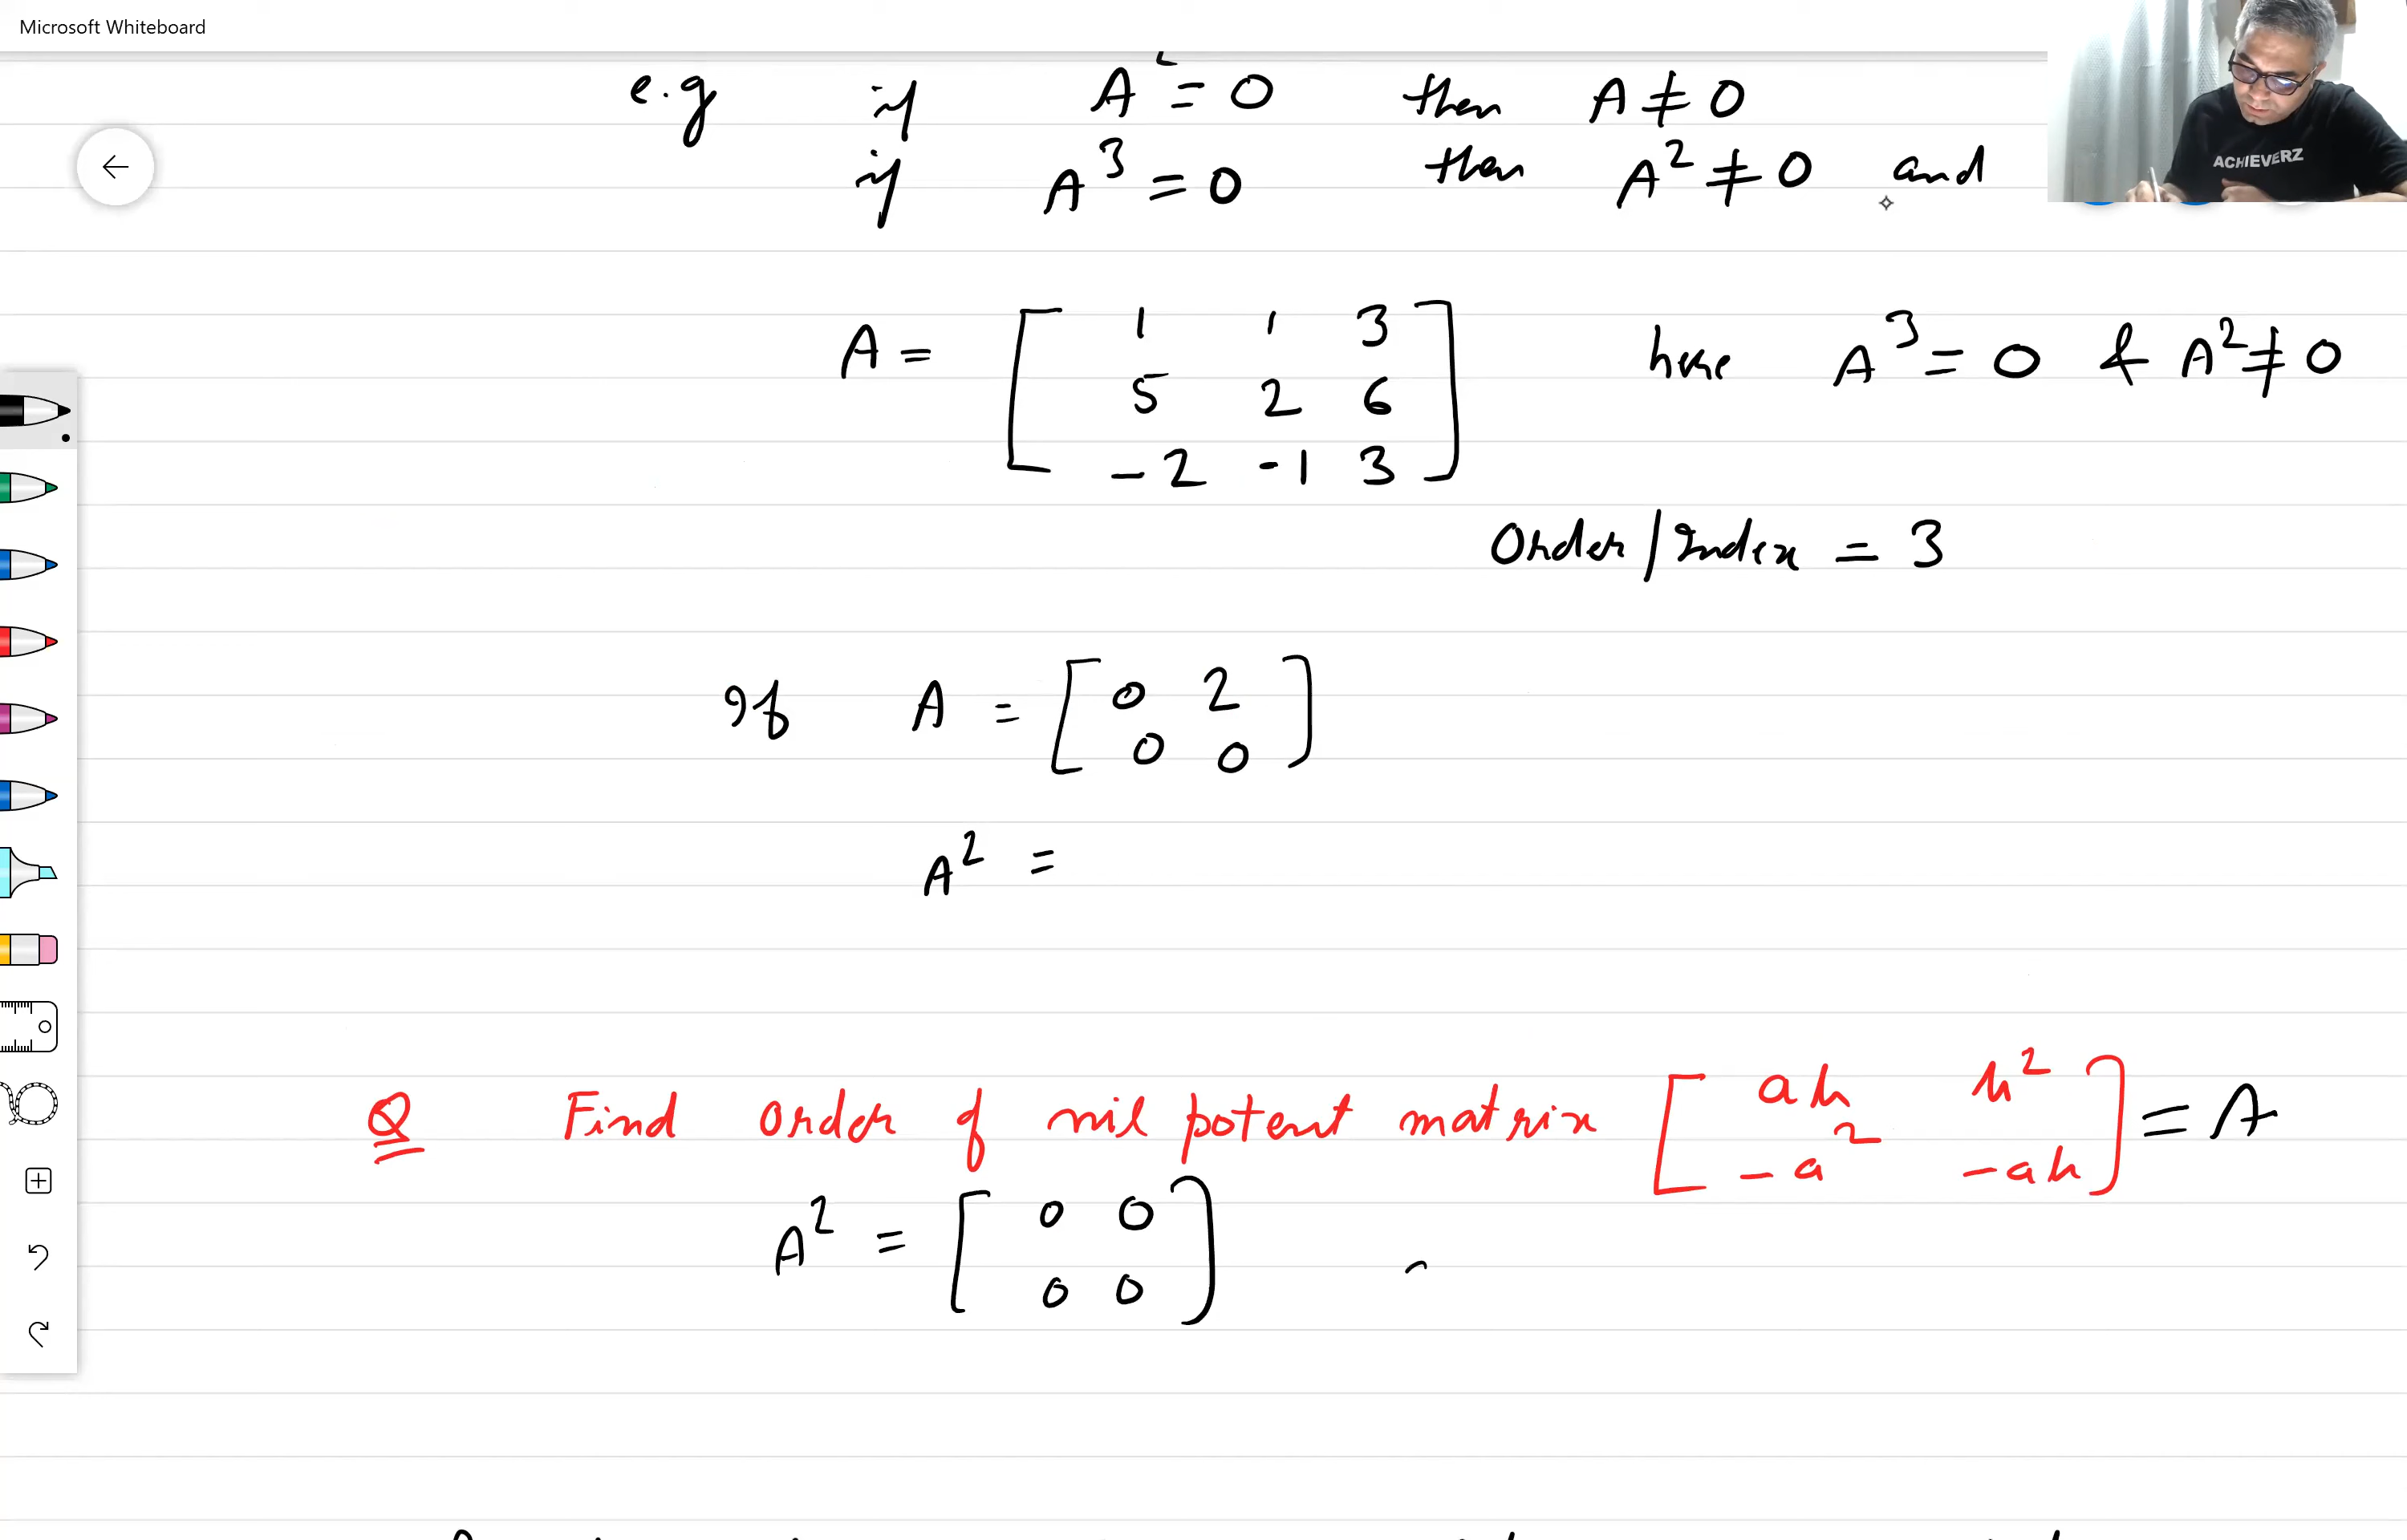 Microsoft Whiteboard
e.g if A² = 0 then A ≠ 0
if A³ = 0 then A² ≠ 0 and
ACHIEVERZ
A = [ 1 1 3
5 2 6
-2 -1 3 ] here A³ = 0 & A² ≠ 0
Order/Index = 3
If A = [ 0 2
0 0 ]
A² =
Q Find order of nil potent matrix [ ab b²
-a² -ab ] = A
A² = [ 0 0
0 0 ]